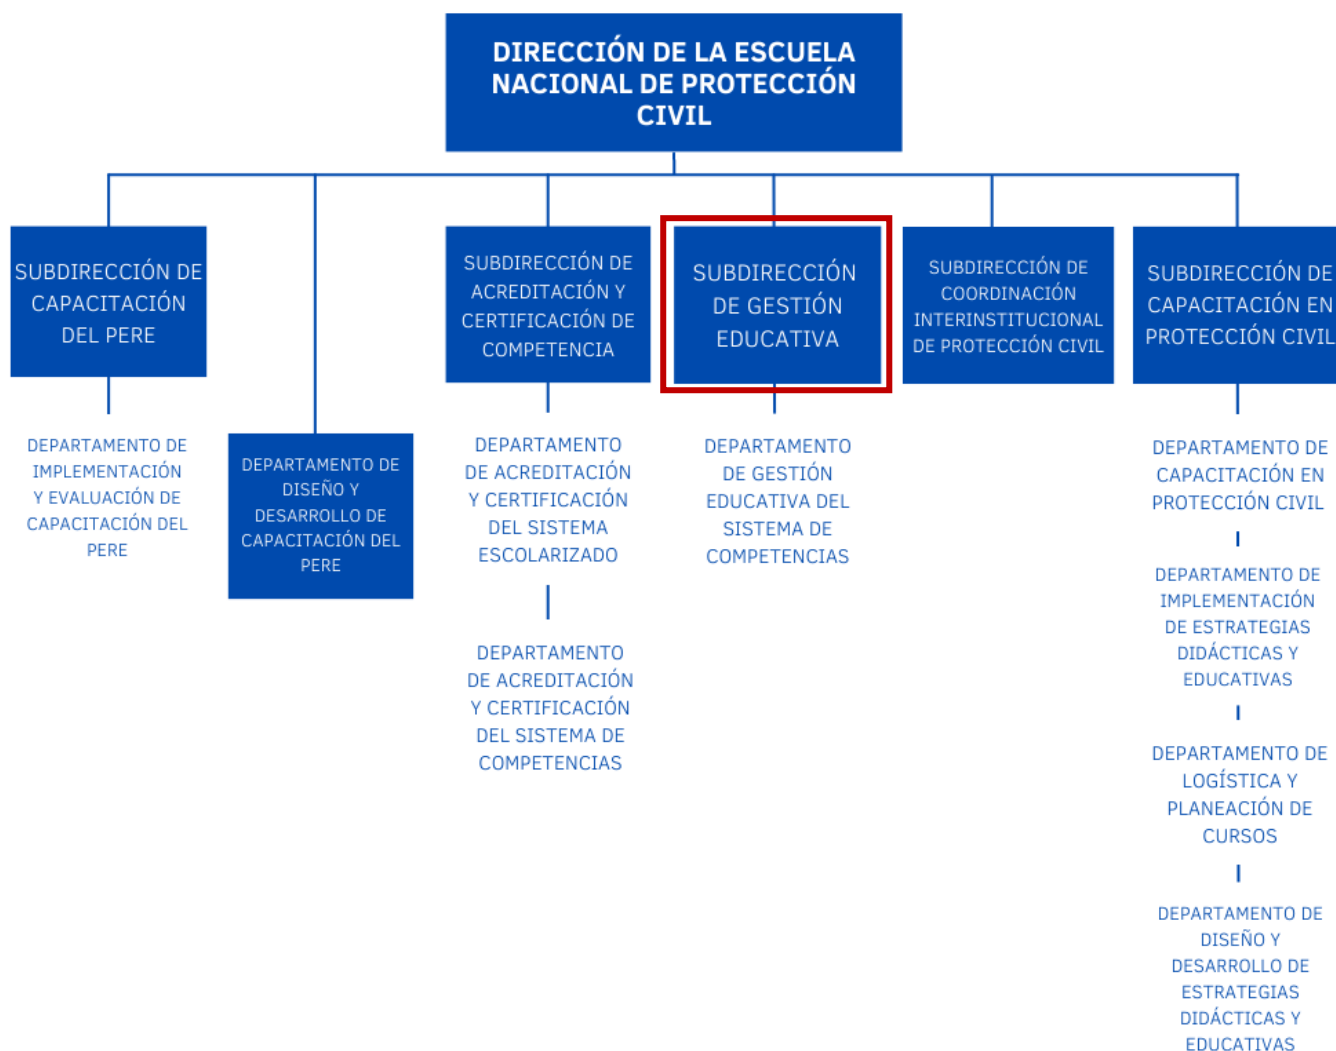 DIRECCIÓN DE LA ESCUELA
NACIONAL DE PROTECCIÓN
CIVIL
SUBDIRECCIÓN DE
CAPACITACIÓN
DEL PERE
DEPARTAMENTO DE
IMPLEMENTACIÓN
Y EVALUACIÓN DE
CAPACITACIÓN DEL
PERE
DEPARTAMENTO DE
DISEÑO Y
DESARROLLO DE
CAPACITACIÓN DEL
PERE
SUBDIRECCIÓN DE
ACREDITACIÓN Y
CERTIFICACIÓN DE
COMPETENCIA
DEPARTAMENTO
DE ACREDITACIÓN
Y CERTIFICACIÓN
DEL SISTEMA
ESCOLARIZADO
DEPARTAMENTO
DE ACREDITACIÓN
Y CERTIFICACIÓN
DEL SISTEMA DE
COMPETENCIAS
SUBDIRECCIÓN
DE GESTIÓN
EDUCATIVA
DEPARTAMENTO
DE GESTIÓN
EDUCATIVA DEL
SISTEMA DE
COMPETENCIAS
SUBDIRECCIÓN DE
COORDINACIÓN
INTERINSTITUCIONAL
DE PROTECCIÓN CIVIL
SUBDIRECCIÓN DE
CAPACITACIÓN EN
PROTECCIÓN CIVIL
DEPARTAMENTO DE
CAPACITACIÓN EN
PROTECCIÓN CIVIL
DEPARTAMENTO DE
IMPLEMENTACIÓN
DE ESTRATEGIAS
DIDÁCTICAS Y
EDUCATIVAS
DEPARTAMENTO DE
LOGÍSTICA Y
PLANEACIÓN DE
CURSOS
DEPARTAMENTO DE
DISEÑO Y
DESARROLLO DE
ESTRATEGIAS
DIDÁCTICAS Y
EDUCATIVAS